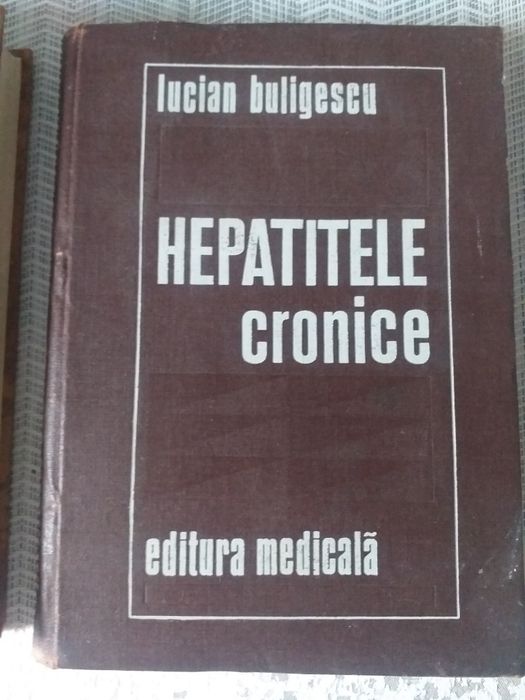 lucian buligescu
HEPATITELE
cronice
editura medicală